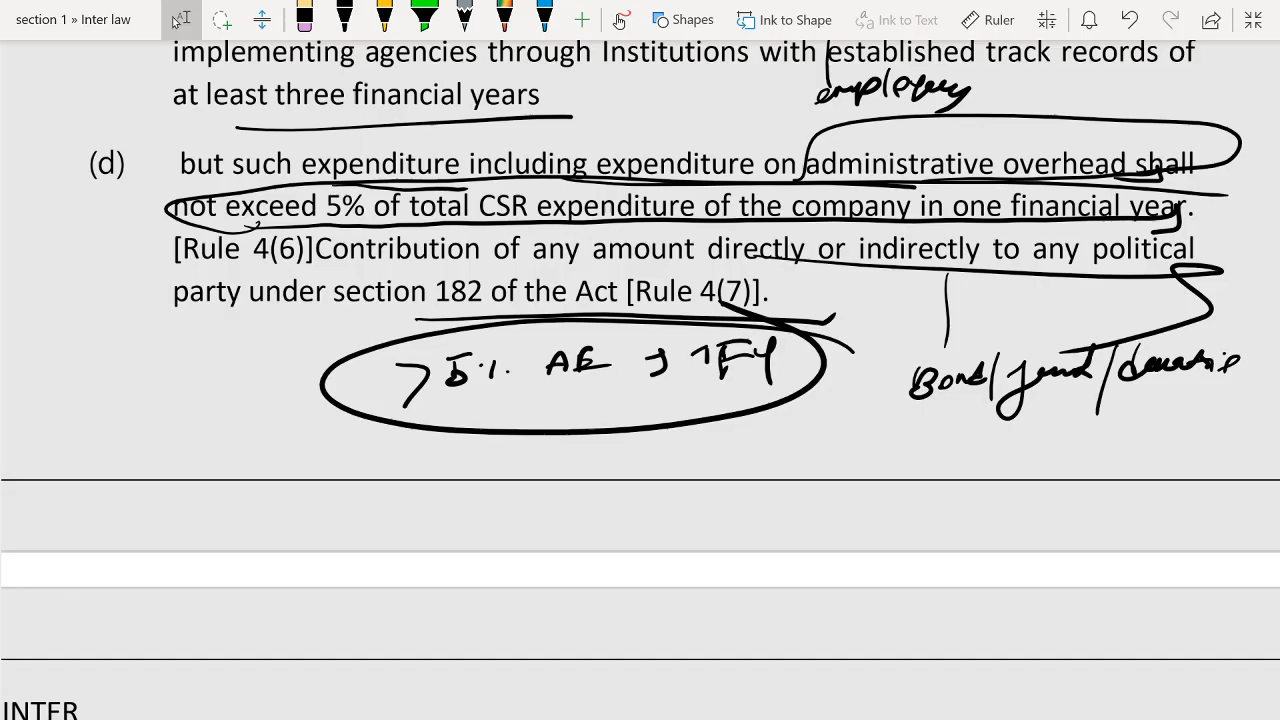 section 1 » Inter law
Shapes
Ink to Shape
Ink to Text
Ruler
implementing agencies through Institutions with established track records of
at least three financial years
employees
(d) but such expenditure including expenditure on administrative overhead shall
not exceed 5% of total CSR expenditure of the company in one financial year.
[Rule 4(6)]Contribution of any amount directly or indirectly to any political
party under section 182 of the Act [Rule 4(7)].
> 5%. AE 1FY
Bond/fund/donatio
INTER